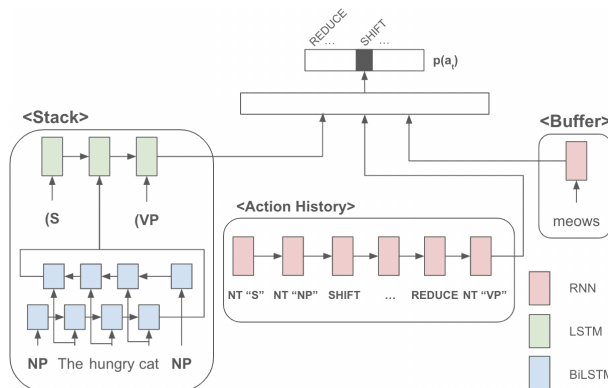 REDUCE
...
SHIFT
...
p(aₜ)
<Stack>
<Buffer>
(S
(VP
meows
<Action History>
NT “S” NT “NP” SHIFT ... REDUCE NT “VP”
NP The hungry cat NP
RNN
LSTM
BiLSTM